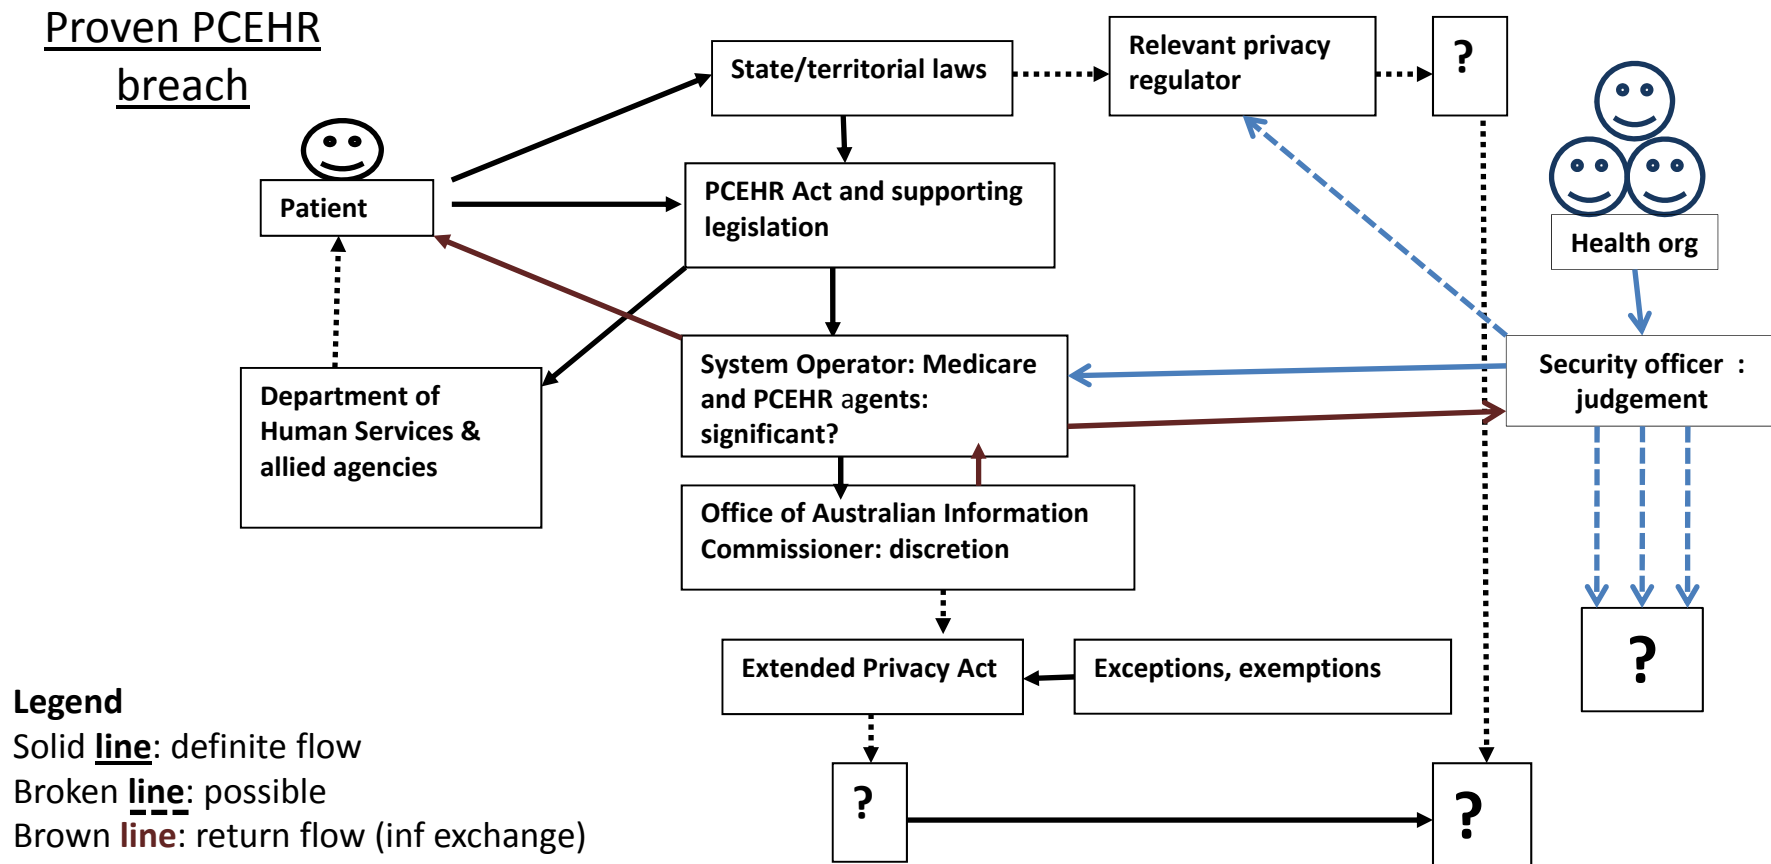 Proven PCEHR
breach
State/territorial laws
Relevant privacy
regulator
?
Patient
PCEHR Act and supporting
legislation
Health org
System Operator: Medicare
and PCEHR agents:
significant?
Security officer :
judgement
Department of
Human Services &
allied agencies
Office of Australian Information
Commissioner: discretion
Extended Privacy Act
Exceptions, exemptions
?
Legend
Solid line: definite flow
Broken line: possible
Brown line: return flow (inf exchange)
?
?